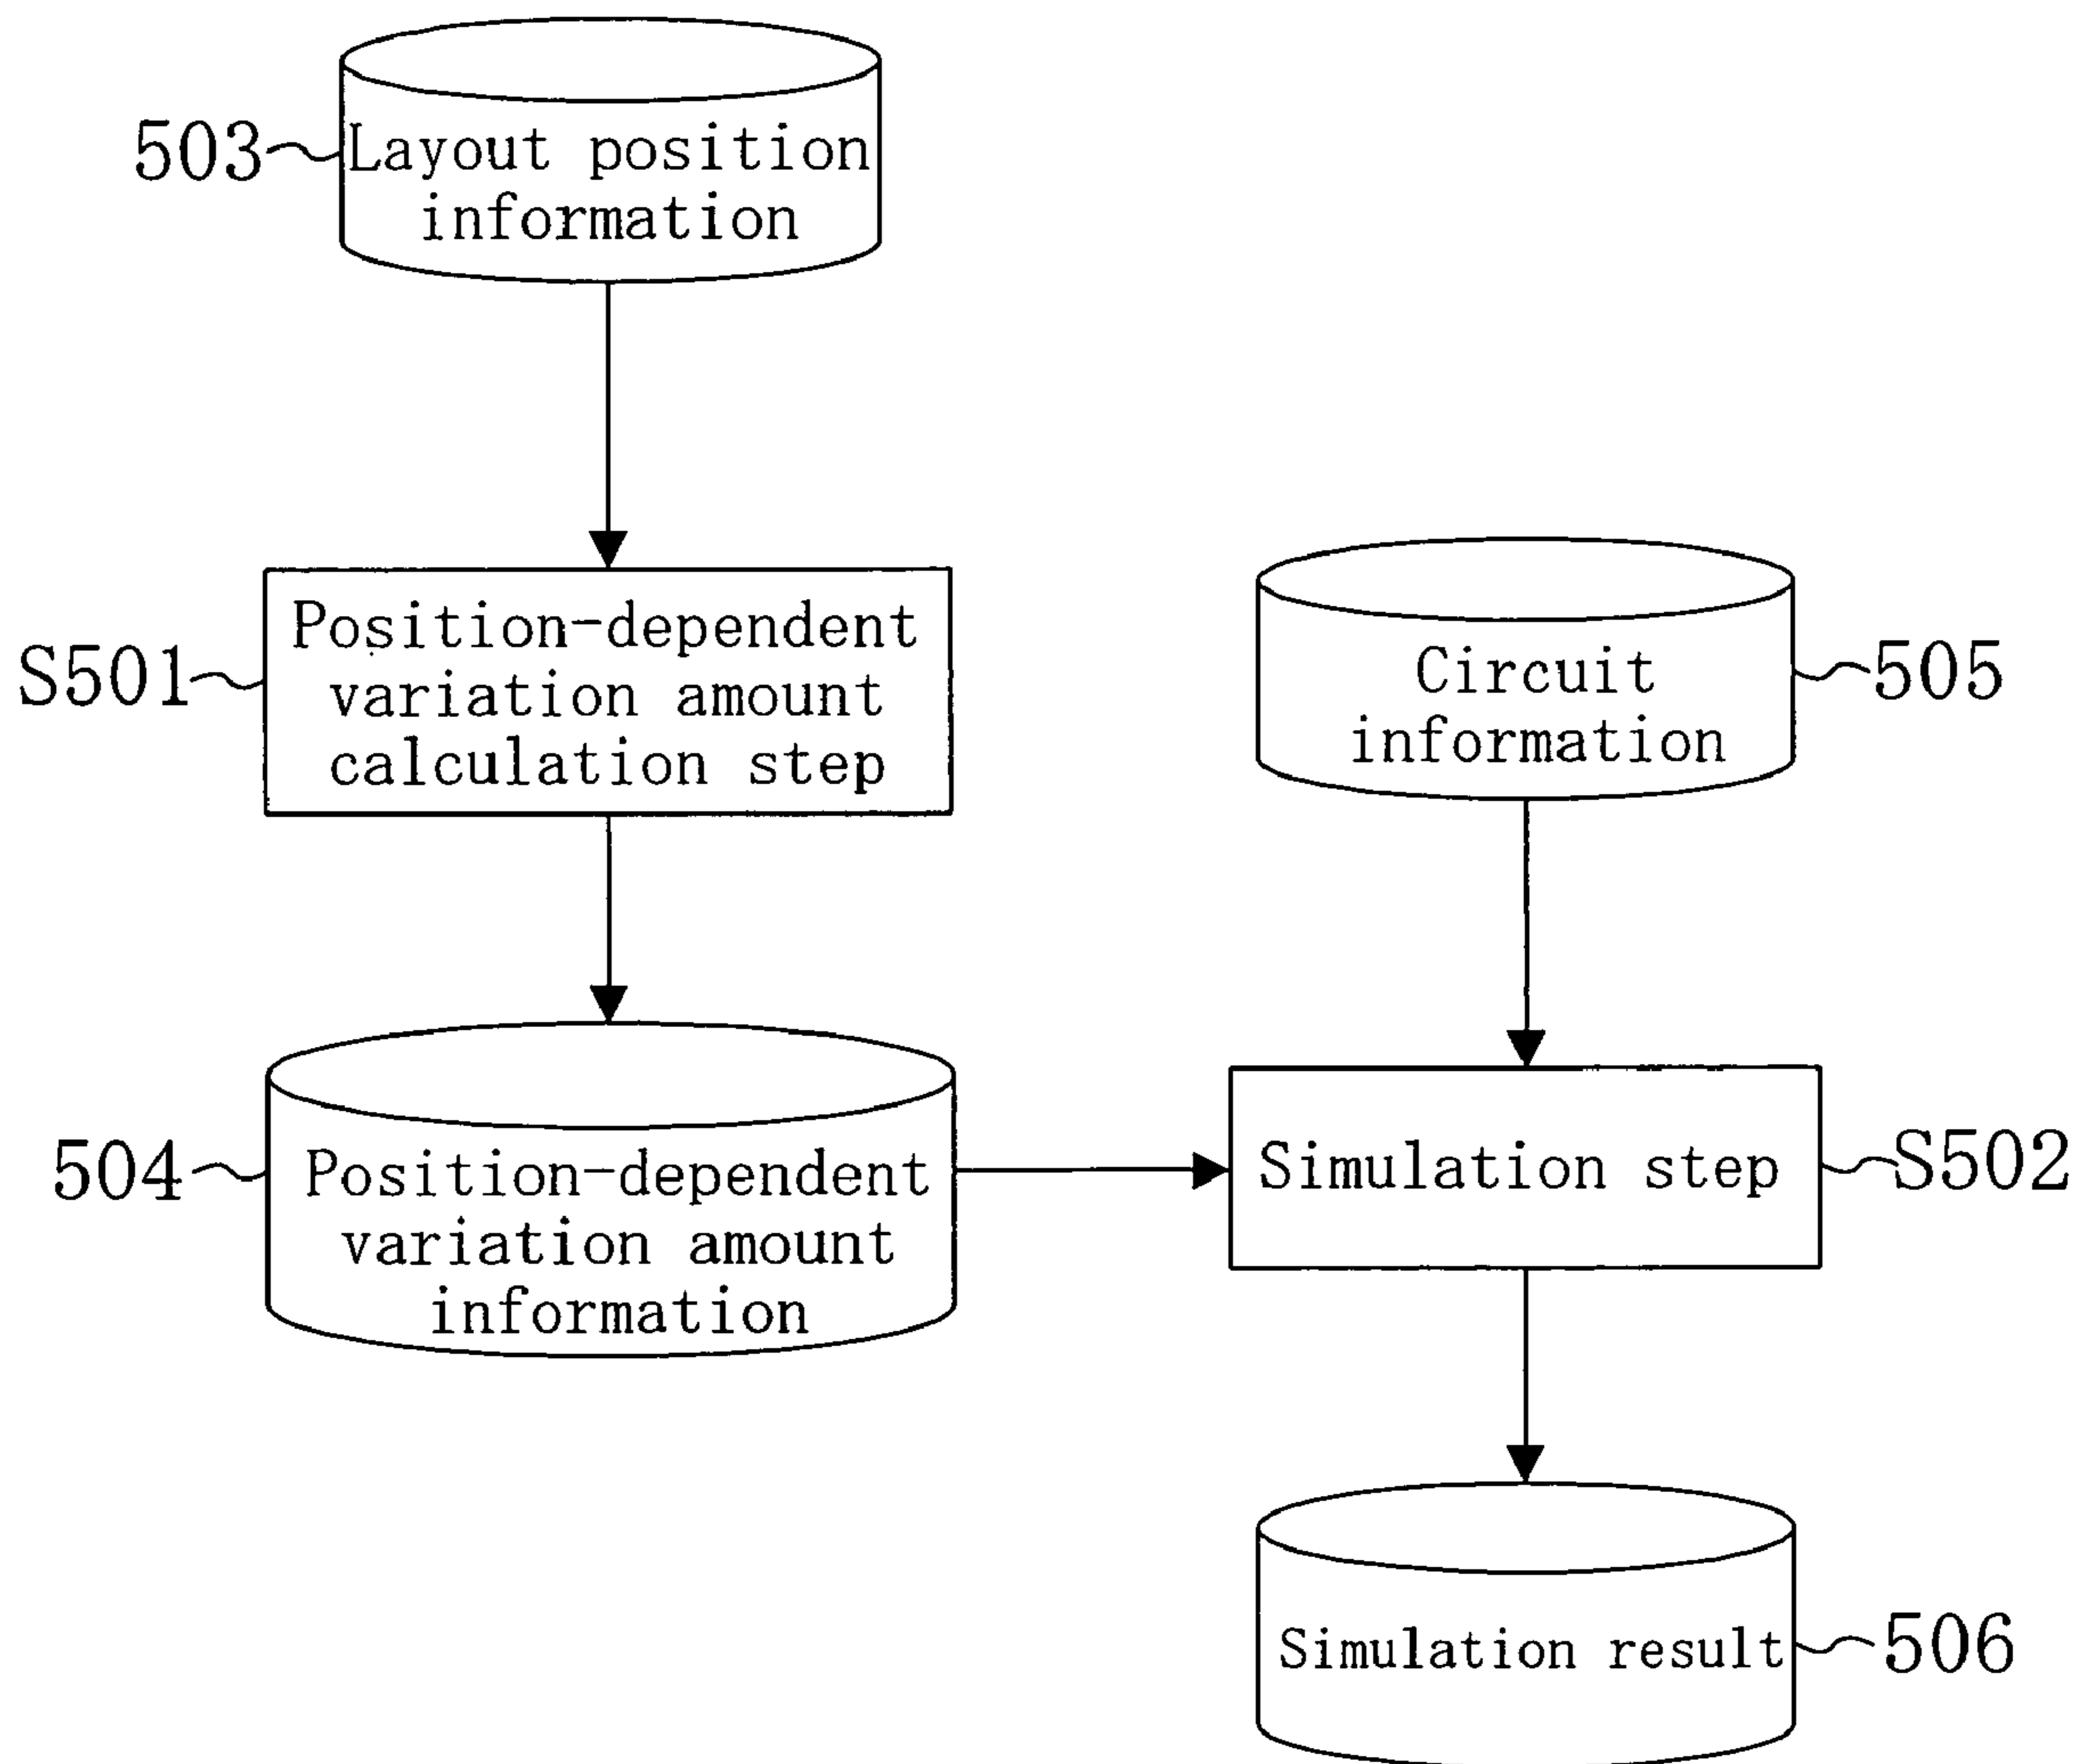 503
Layout position
information
S501
Position-dependent
variation amount
calculation step
Circuit
information
505
504
Position-dependent
variation amount
information
Simulation step
S502
Simulation result
506